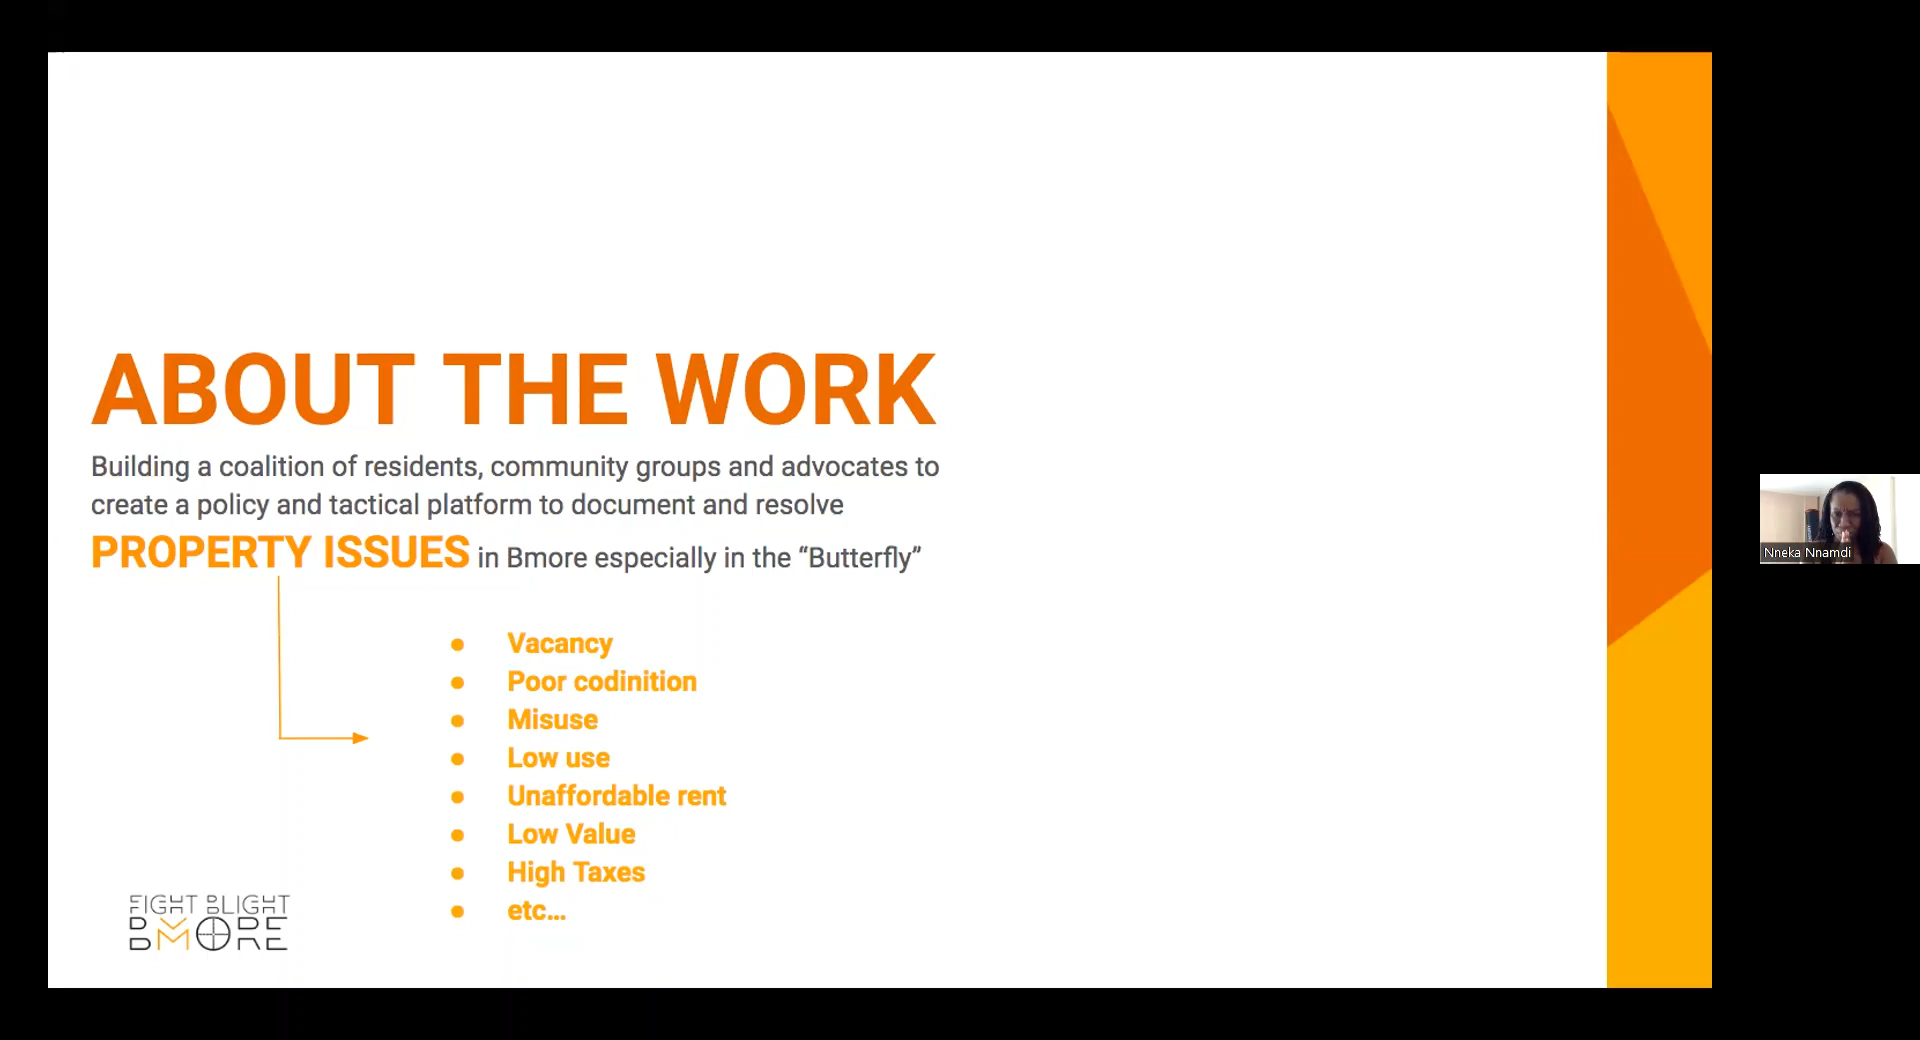 ABOUT THE WORK
Building a coalition of residents, community groups and advocates to
create a policy and tactical platform to document and resolve
PROPERTY ISSUES in Bmore especially in the “Butterfly”
● Vacancy
● Poor codinition
● Misuse
● Low use
● Unaffordable rent
● Low Value
● High Taxes
● etc...
FIGHT BLIGHT
BMORE
Nneka Nnamdi